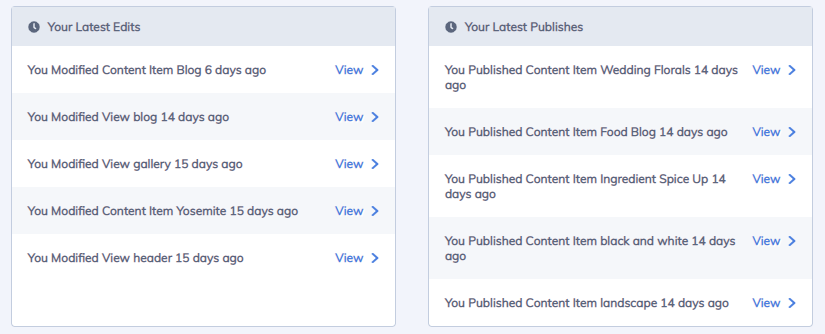 Your Latest Edits
You Modified Content Item Blog 6 days ago View
You Modified View blog 14 days ago View
You Modified View gallery 15 days ago View
You Modified Content Item Yosemite 15 days ago View
You Modified View header 15 days ago View
Your Latest Publishes
You Published Content Item Wedding Florals 14 days View
ago
You Published Content Item Food Blog 14 days ago View
You Published Content Item Ingredient Spice Up 14 View
days ago
You Published Content Item black and white 14 days View
ago
You Published Content Item landscape 14 days ago View